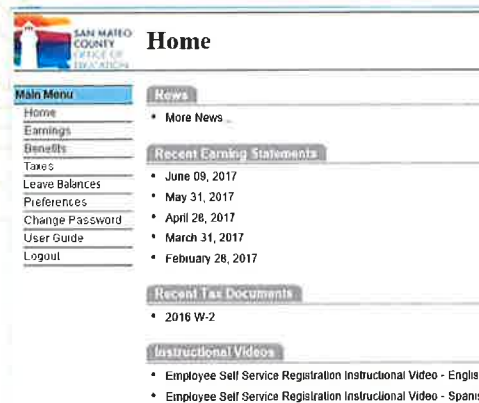 SAN MATEO
COUNTY
OFFICE OF
EDUCATION
Home
Main Menu
Home
Earnings
Benefits
Taxes
Leave Balances
Preferences
Change Password
User Guide
Logout
News
• More News ..
Recent Earning Statements
• June 09, 2017
• May 31, 2017
• April 28, 2017
• March 31, 2017
• February 28, 2017
Recent Tax Documents
• 2016 W-2
Instructional Videos
• Employee Self Service Registration Instructional Video - Englis
• Employee Self Service Registration Instructional Video - Spanis